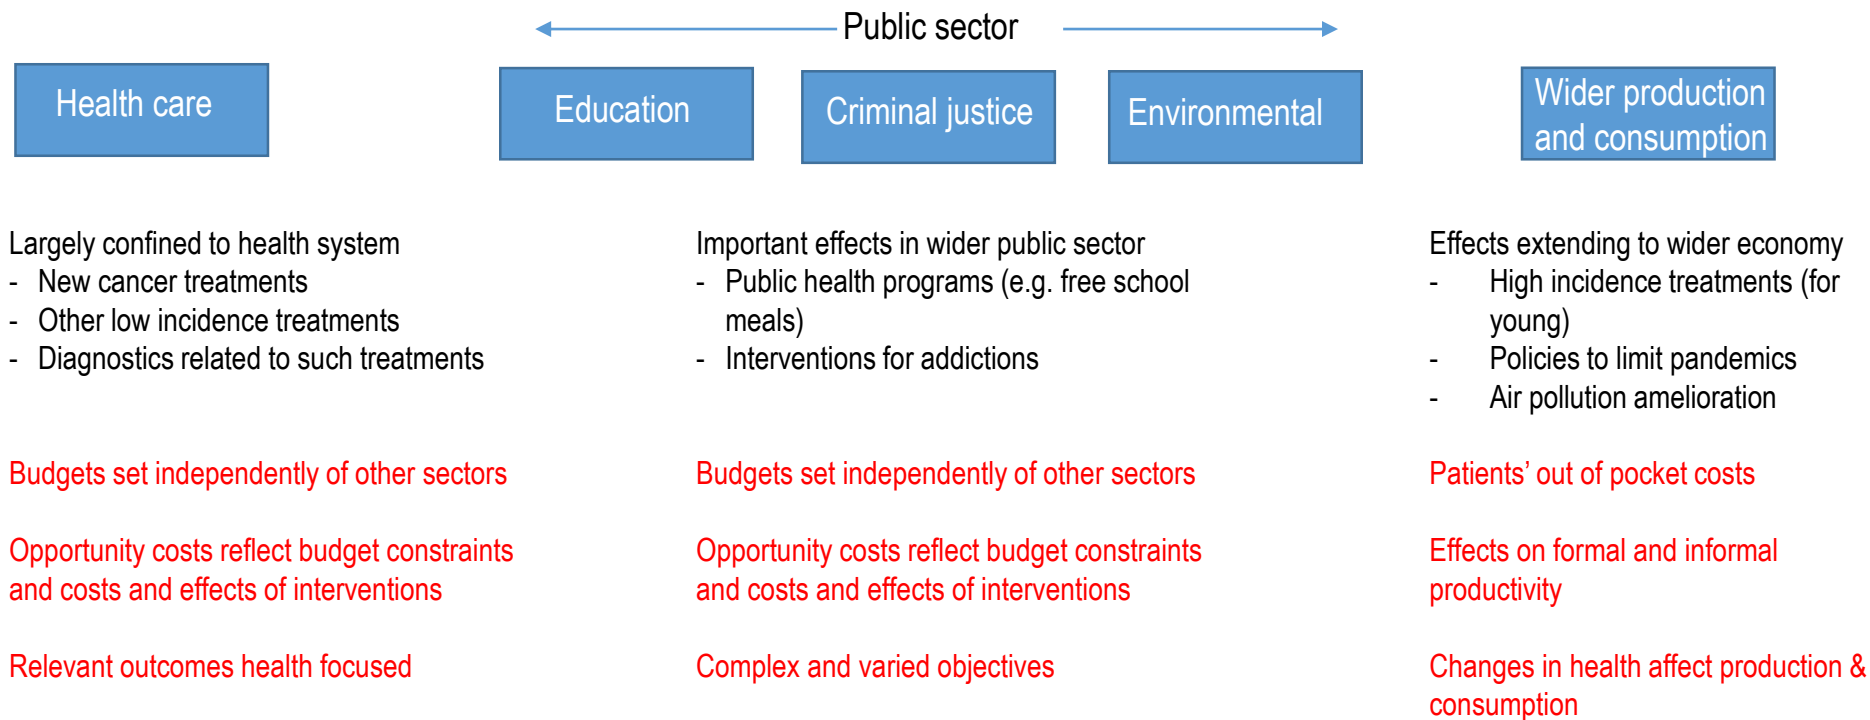 Public sector
Health care
Education
Criminal justice
Environmental
Wider production
and consumption
Largely confined to health system
- New cancer treatments
- Other low incidence treatments
- Diagnostics related to such treatments
Important effects in wider public sector
- Public health programs (e.g. free school
meals)
- Interventions for addictions
Effects extending to wider economy
- High incidence treatments (for
young)
- Policies to limit pandemics
- Air pollution amelioration
Budgets set independently of other sectors
Opportunity costs reflect budget constraints
and costs and effects of interventions
Relevant outcomes health focused
Budgets set independently of other sectors
Opportunity costs reflect budget constraints
and costs and effects of interventions
Complex and varied objectives
Patients’ out of pocket costs
Effects on formal and informal
productivity
Changes in health affect production &
consumption